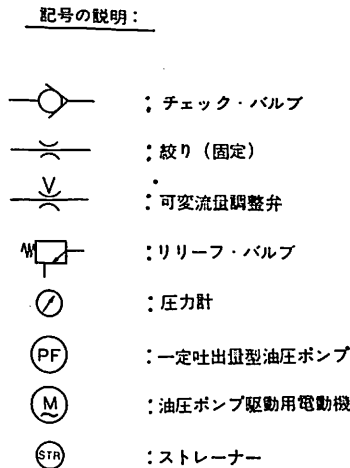 記号の説明：
：チェック・バルブ
：絞り（固定）
V
：可変流量調整弁
：リリーフ・バルブ
：圧力計
PF ：一定吐出量型油圧ポンプ
M ：油圧ポンプ駆動用電動機
STR ：ストレーナー